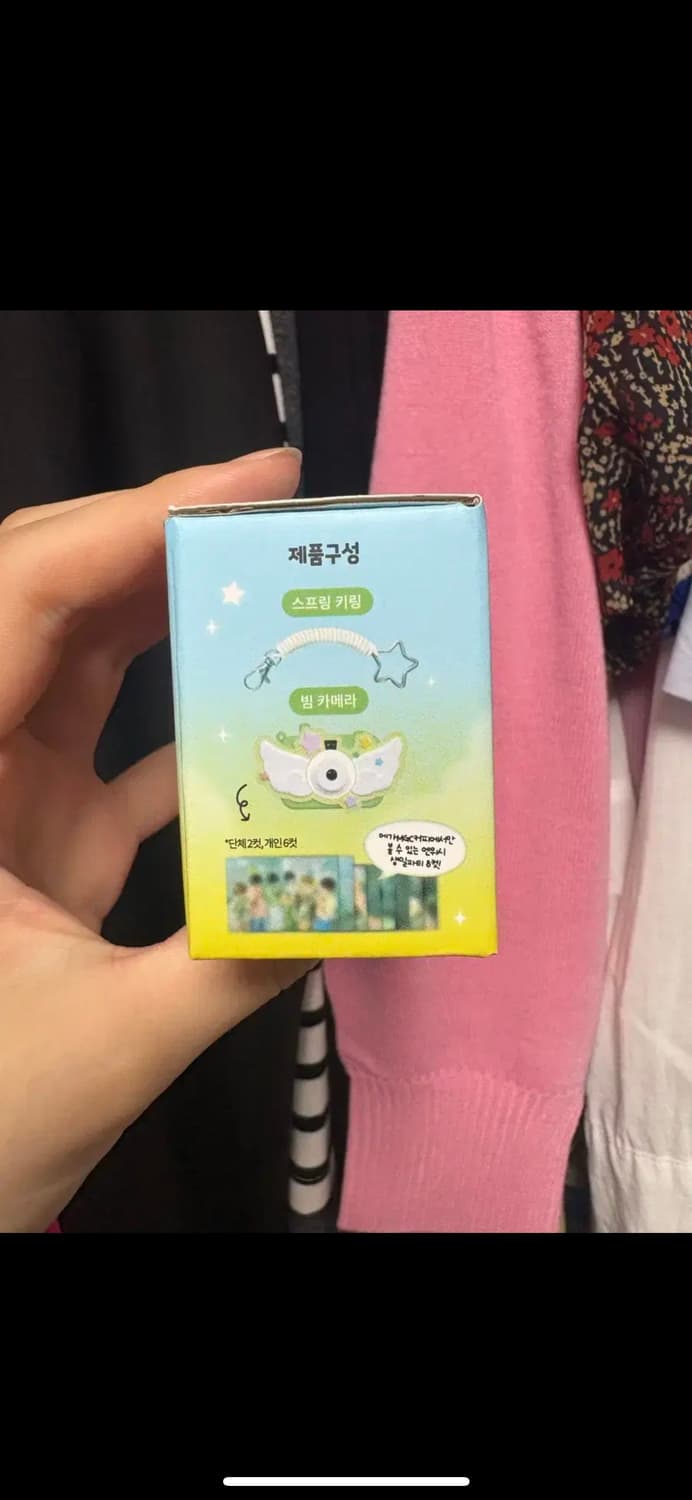 제품구성
스프링 키링
빔 카메라
*단체 2컷, 개인 6컷
메가MGC커피에서만
볼 수 있는 엔위시
생일파티 8컷!